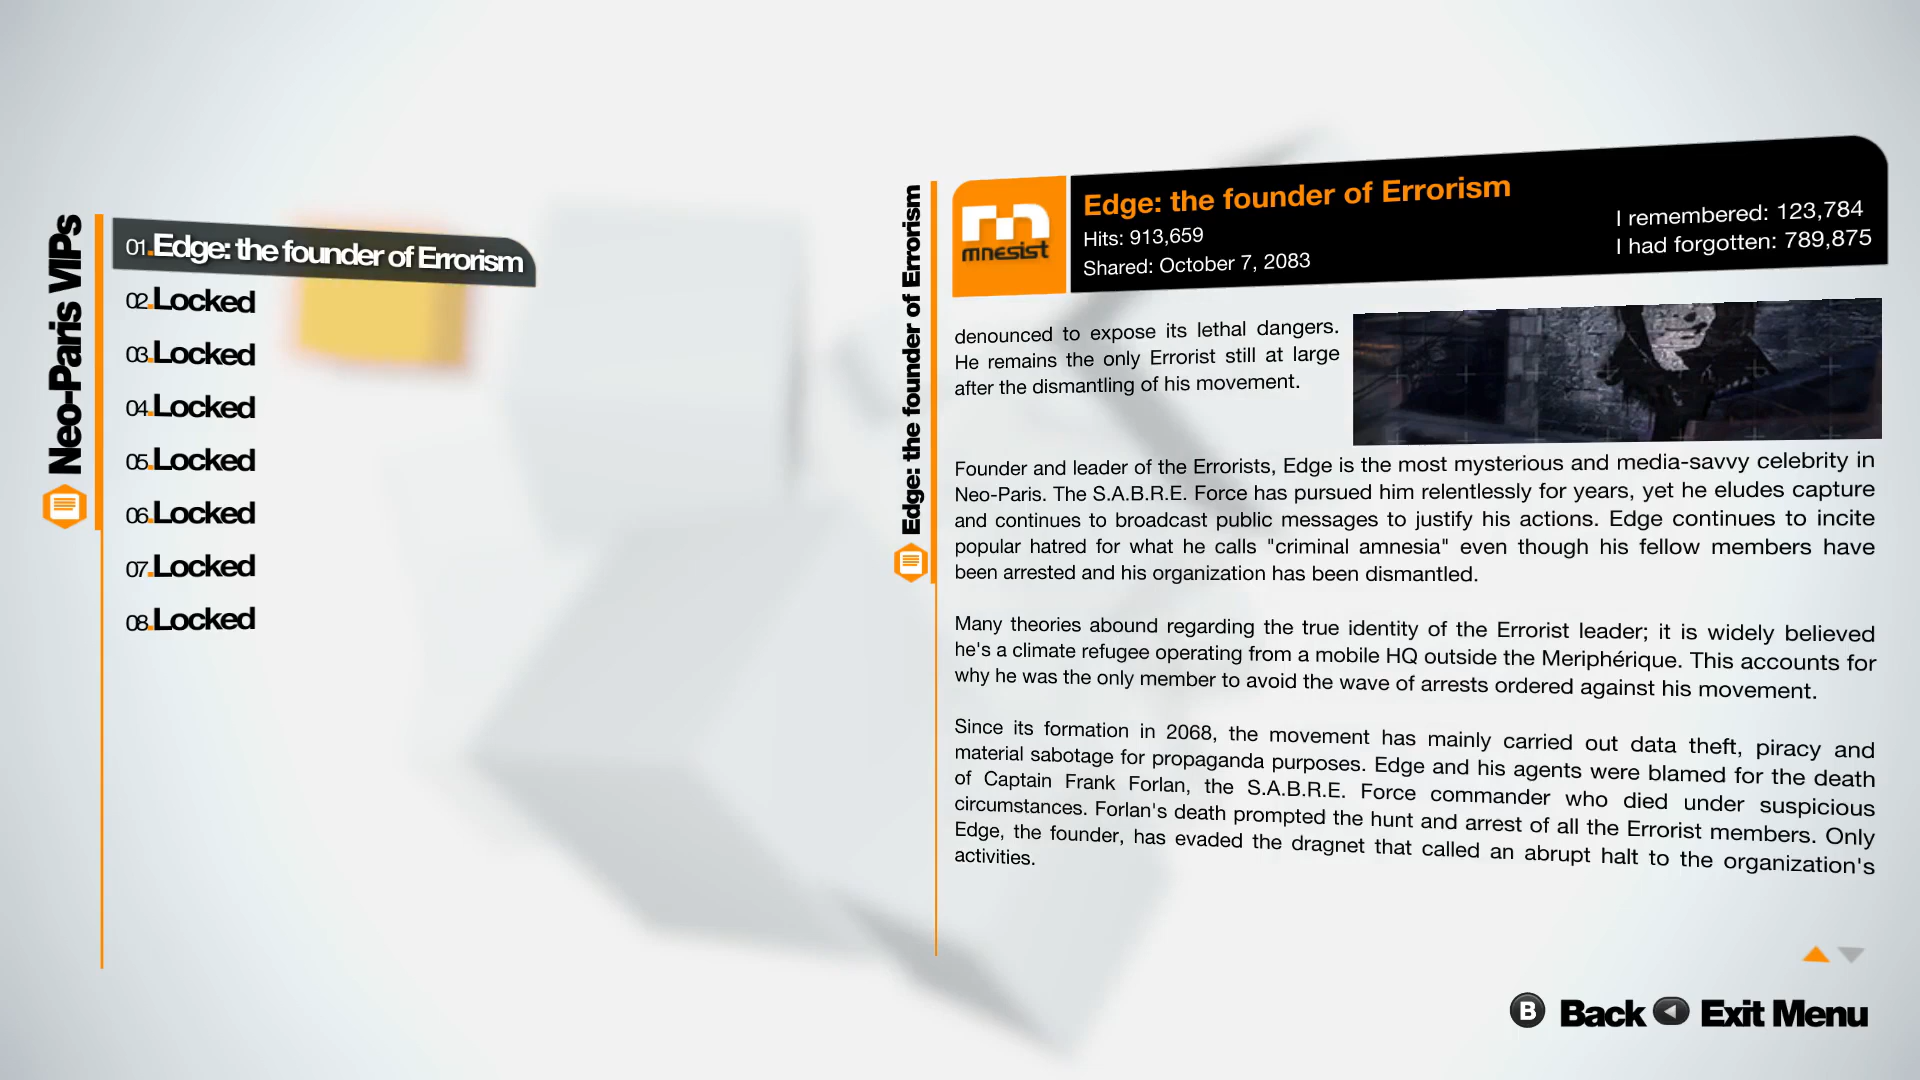 Neo-Paris VIPs
01.Edge: the founder of Errorism
02.Locked
03.Locked
04.Locked
05.Locked
06.Locked
07.Locked
08.Locked
Edge: the founder of Errorism
mnesist
Edge: the founder of Errorism
Hits: 913,659
Shared: October 7, 2083
I remembered: 123,784
I had forgotten: 789,875
denounced to expose its lethal dangers.
He remains the only Errorist still at large
after the dismantling of his movement.
Founder and leader of the Errorists, Edge is the most mysterious and media-savvy celebrity in
Neo-Paris. The S.A.B.R.E. Force has pursued him relentlessly for years, yet he eludes capture
and continues to broadcast public messages to justify his actions. Edge continues to incite
popular hatred for what he calls "criminal amnesia" even though his fellow members have
been arrested and his organization has been dismantled.
Many theories abound regarding the true identity of the Errorist leader; it is widely believed
he's a climate refugee operating from a mobile HQ outside the Meriphérique. This accounts for
why he was the only member to avoid the wave of arrests ordered against his movement.
Since its formation in 2068, the movement has mainly carried out data theft, piracy and
material sabotage for propaganda purposes. Edge and his agents were blamed for the death
of Captain Frank Forlan, the S.A.B.R.E. Force commander who died under suspicious
circumstances. Forlan's death prompted the hunt and arrest of all the Errorist members. Only
Edge, the founder, has evaded the dragnet that called an abrupt halt to the organization's
activities.
B Back Exit Menu